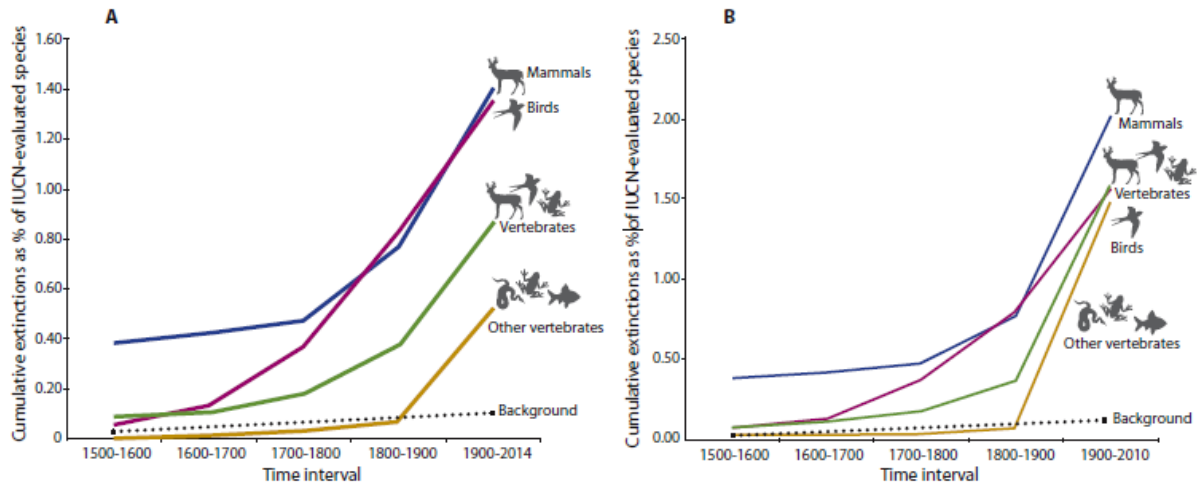 A
Cumulative extinctions as % of IUCN-evaluated species
1.60
1.40
1.20
1.00
0.80
0.60
0.40
0.20
0
Mammals
Birds
Vertebrates
Other vertebrates
Background
1500-1600 1600-1700 1700-1800 1800-1900 1900-2014
Time interval
B
Cumulative extinctions as % of IUCN-evaluated species
2.50
2.00
1.50
1.00
0.50
0.00
Mammals
Vertebrates
Birds
Other vertebrates
Background
1500-1600 1600-1700 1700-1800 1800-1900 1900-2010
Time interval